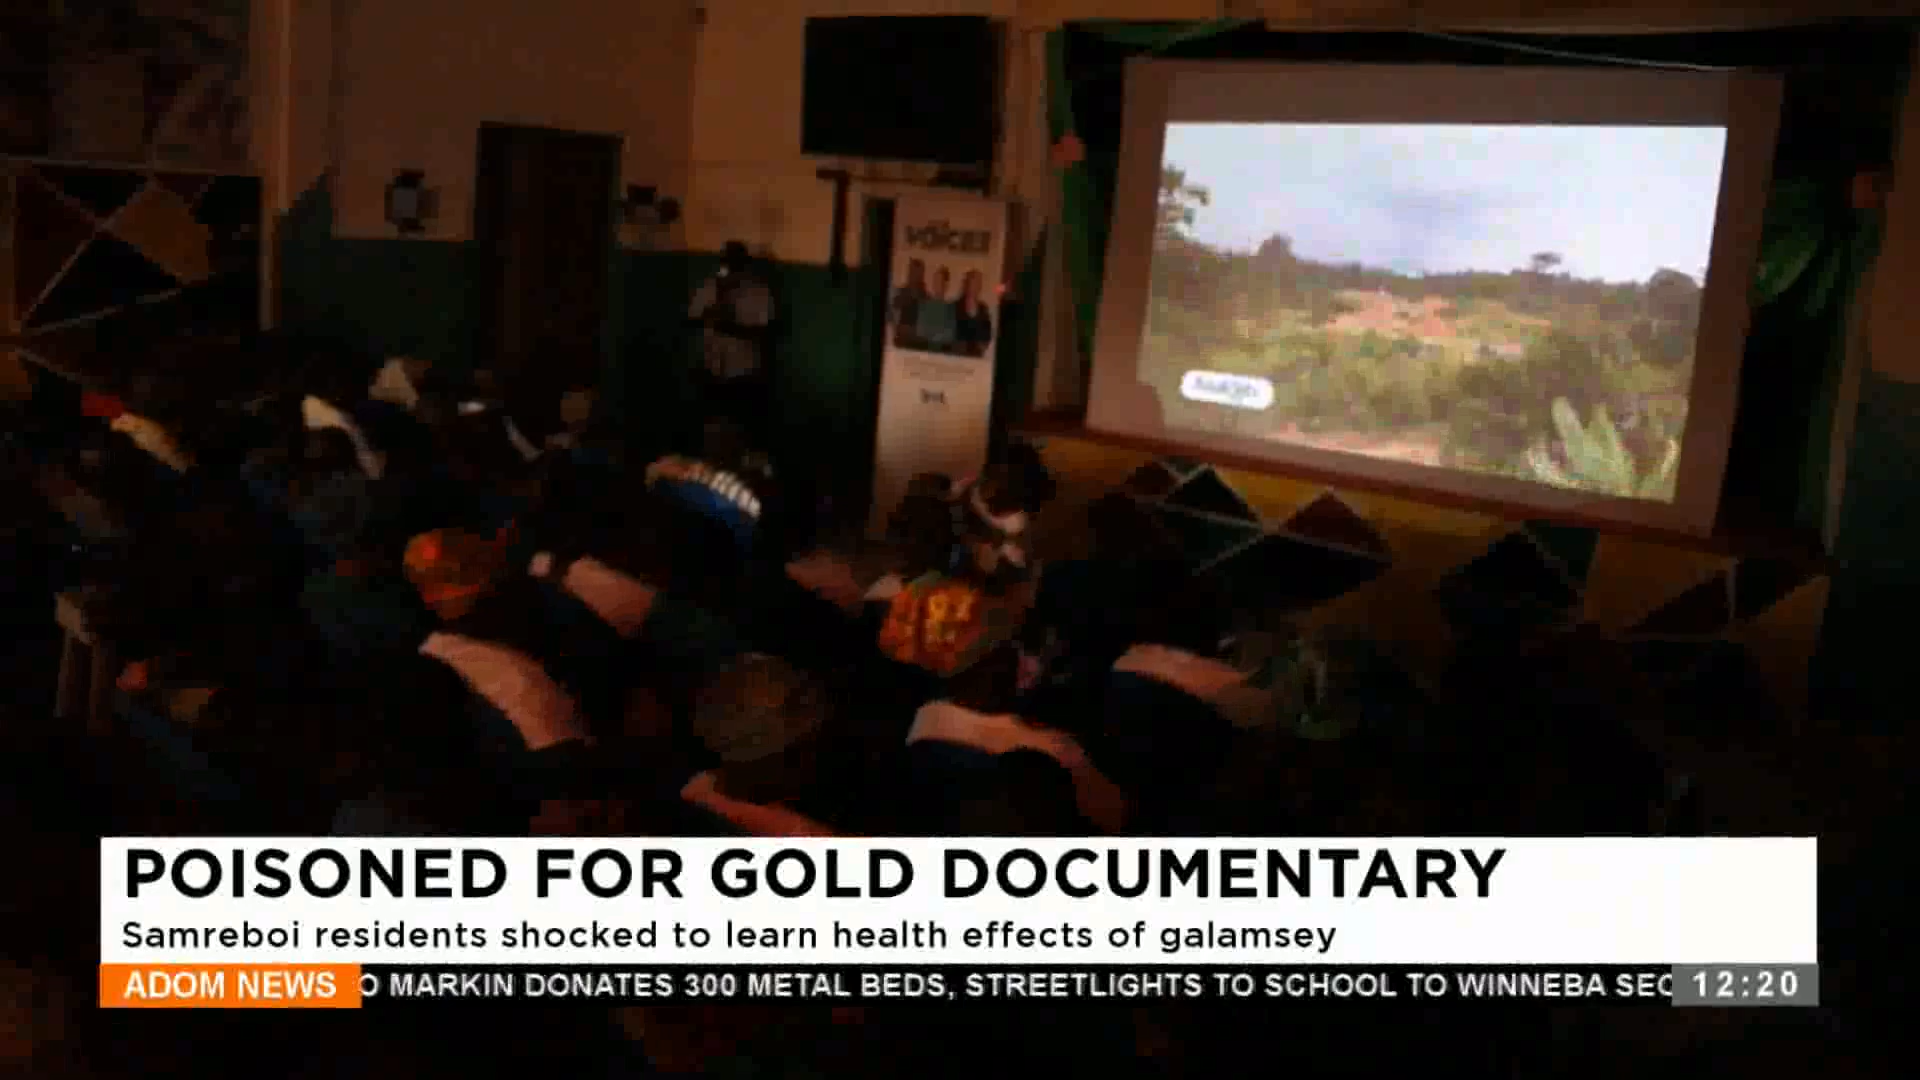 VOICES
POISONED FOR GOLD DOCUMENTARY
Samreboi residents shocked to learn health effects of galamsey
ADOM NEWS
O MARKIN DONATES 300 METAL BEDS, STREETLIGHTS TO SCHOOL TO WINNEBA SEC
12:20